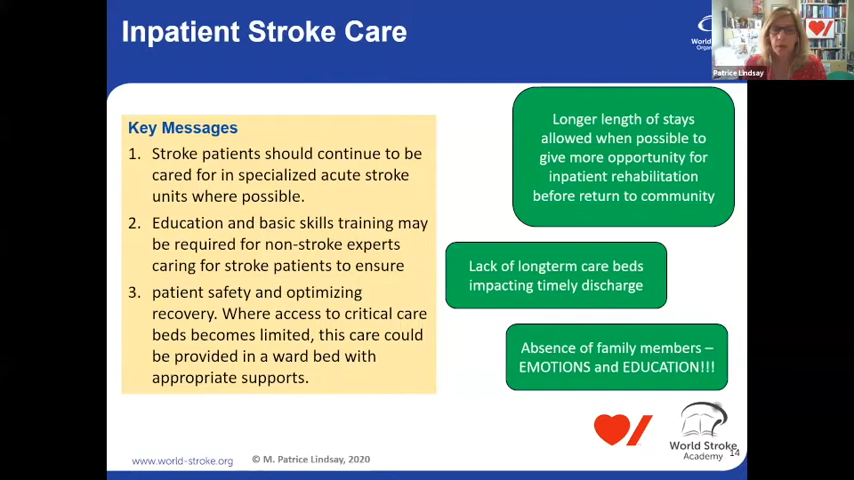 Inpatient Stroke Care
World
Orga
Patrice Lindsay
Key Messages
1. Stroke patients should continue to be
cared for in specialized acute stroke
units where possible.
2. Education and basic skills training may
be required for non-stroke experts
caring for stroke patients to ensure
3. patient safety and optimizing
recovery. Where access to critical care
beds becomes limited, this care could
be provided in a ward bed with
appropriate supports.
Longer length of stays
allowed when possible to
give more opportunity for
inpatient rehabilitation
before return to community
Lack of longterm care beds
impacting timely discharge
Absence of family members –
EMOTIONS and EDUCATION!!!
World Stroke
Academy
14
www.world-stroke.org
© M. Patrice Lindsay, 2020